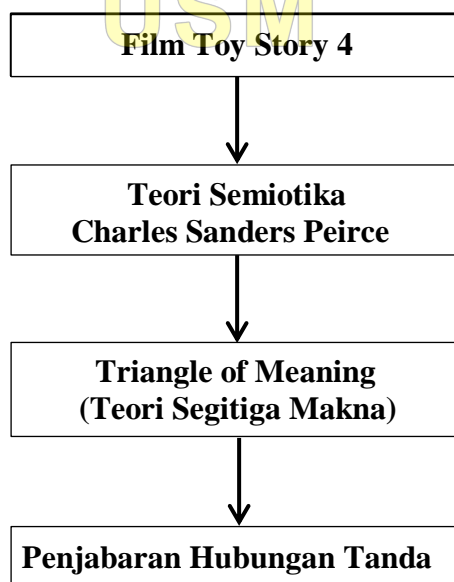 USM
Film Toy Story 4
Teori Semiotika
Charles Sanders Peirce
Triangle of Meaning
(Teori Segitiga Makna)
Penjabaran Hubungan Tanda